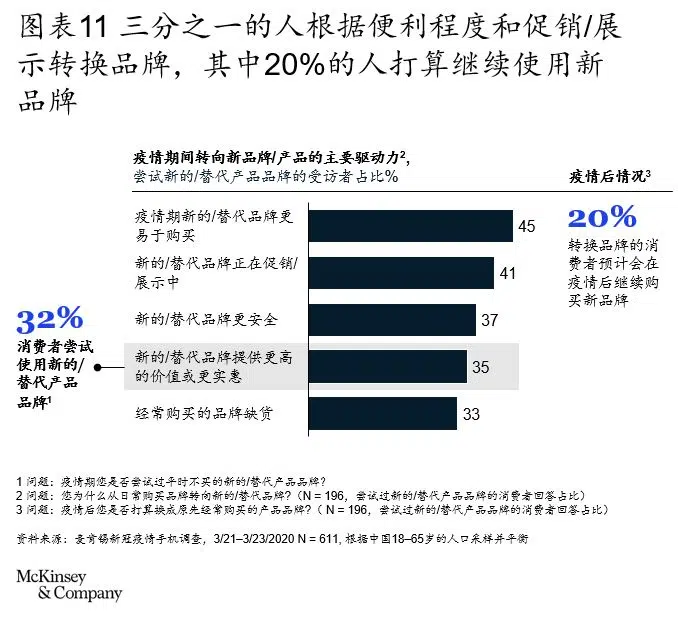 图表11 三分之一的人根据便利程度和促销/展
示转换品牌，其中20%的人打算继续使用新
品牌
疫情期间转向新品牌/产品的主要驱动力2,
尝试新的/替代产品品牌的受访者占比%
疫情后情况3
疫情期新的/替代品牌更
易于购买
45
新的/替代品牌正在促销/
展示中
41
新的/替代品牌更安全
37
新的/替代品牌提供更高
的价值或更实惠
35
经常购买的品牌缺货
33
32%
消费者尝试
使用新的/
替代产品
品牌1
20%
转换品牌的消
费者预计会在
疫情后继续购
买新品牌
1 问题：疫情期您是否尝试过平时不买的新的/替代产品品牌？
2 问题：您为什么从日常购买品牌转向新的/替代品牌？（N = 196，尝试过新的/替代产品品牌的消费者回答占比）
3 问题：疫情后您是否打算换成原先经常购买的产品品牌？（ N = 196，尝试过新的/替代产品品牌的消费者回答占比）
资料来源：麦肯锡新冠疫情手机调查，3/21–3/23/2020 N = 611, 根据中国18–65岁的人口采样并平衡
McKinsey
& Company